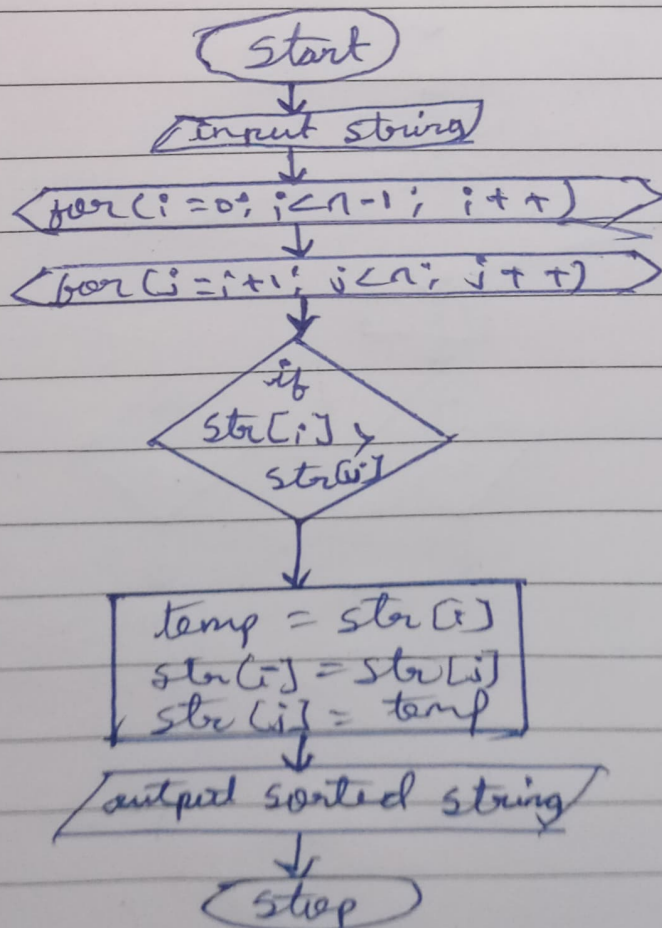 Start
input string
for(i=0; i<n-1; i++)
for(j=i+1; j<n; j++)
if
str[i] >
str[j]
temp = str[i]
str[i] = str[j]
str[j] = temp
output sorted string
stop